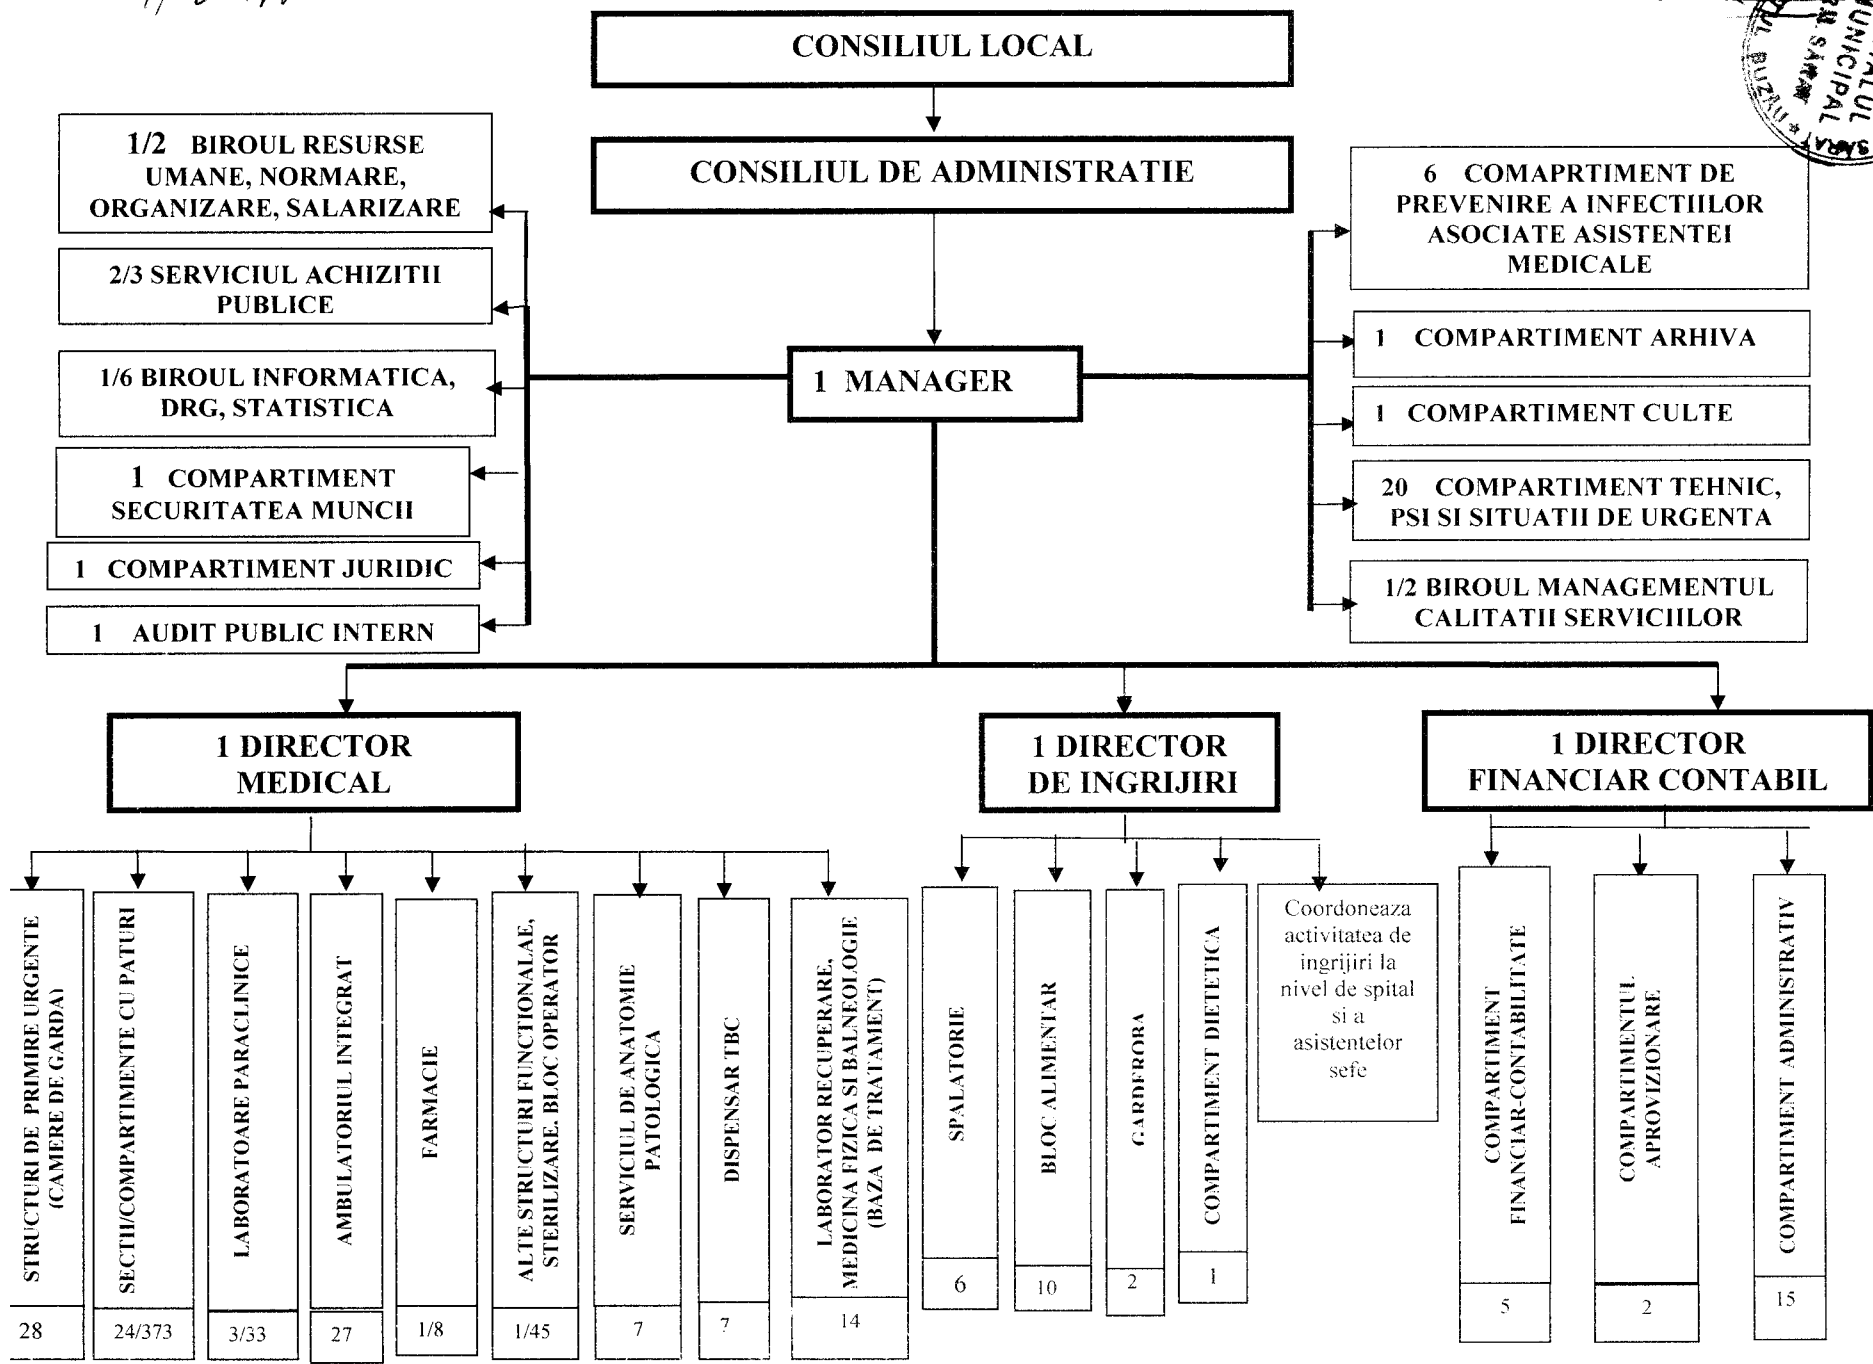 CONSILIUL LOCAL
CONSILIUL DE ADMINISTRATIE
1/2 BIROUL RESURSE
UMANE, NORMARE,
ORGANIZARE, SALARIZARE
2/3 SERVICIUL ACHIZITII
PUBLICE
1/6 BIROUL INFORMATICA,
DRG, STATISTICA
1 COMPARTIMENT
SECURITATEA MUNCII
1 COMPARTIMENT JURIDIC
1 AUDIT PUBLIC INTERN
1 MANAGER
MUNICIPAL
BUZAU
6 COMAPRTIMENT DE
PREVENIRE A INFECTIILOR
ASOCIATE ASISTENTEI
MEDICALE
1 COMPARTIMENT ARHIVA
1 COMPARTIMENT CULTE
20 COMPARTIMENT TEHNIC,
PSI SI SITUATII DE URGENTA
1/2 BIROUL MANAGEMENTUL
CALITATII SERVICIILOR
1 DIRECTOR
MEDICAL
1 DIRECTOR
DE INGRIJIRI
1 DIRECTOR
FINANCIAR CONTABIL
STRUCTURI DE PRIMIRE URGENTE
(CAMERE DE GARDA)
28
SECTII/COMPARTIMENTE CU PATURI
24/373
LABORATOARE PARACLINICE
3/33
AMBULATORIUL INTEGRAT
27
FARMACIE
1/8
ALTE STRUCTURI FUNCTIONALAE,
STERILIZARE. BLOC OPERATOR
1/45
SERVICIUL DE ANATOMIE
PATOLOGICA
7
DISPENSAR TBC
7
LABORATOR RECUPERARE,
MEDICINA FIZICA SI BALNEOLOGIE
(BAZA DE TRATAMENT)
14
SPALATORIE
6
BLOC ALIMENTAR
10
GARDEROBA
2
COMPARTIMENT DIETETICA
1
Coordoneaza
activitatea de
ingrijiri la
nivel de spital
si a
asistentelor
sefe
COMPARTIMENT
FINANCIAR-CONTABILITATE
5
COMPARTIMENTUL
APROVIZIONARE
2
COMPARTIMENT ADMINISTRATIV
15